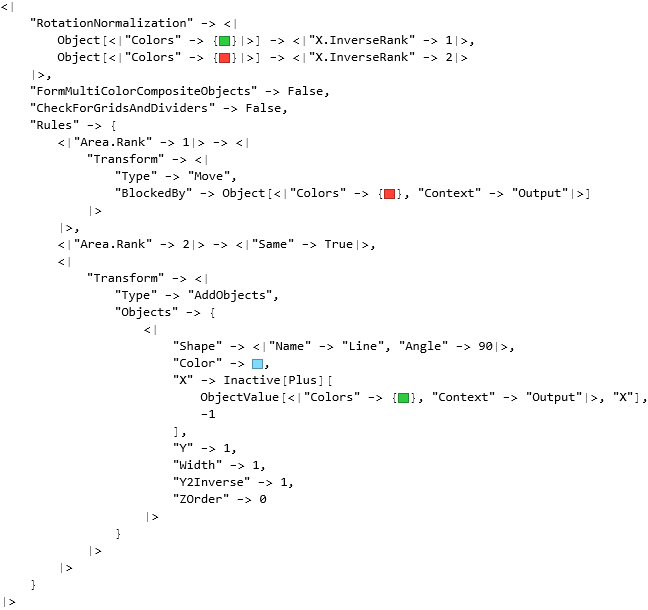 <|
"RotationNormalization" -> <|
Object[<|"Colors" -> {}|>] -> <|"X.InverseRank" -> 1|>,
Object[<|"Colors" -> {}|>] -> <|"X.InverseRank" -> 2|>
|>,
"FormMultiColorCompositeObjects" -> False,
"CheckForGridsAndDividers" -> False,
"Rules" -> {
<|"Area.Rank" -> 1|> -> <|
"Transform" -> <|
"Type" -> "Move",
"BlockedBy" -> Object[<|"Colors" -> {}, "Context" -> "Output"|>]
|>
|>,
<|"Area.Rank" -> 2|> -> <|"Same" -> True|>,
<|
"Transform" -> <|
"Type" -> "AddObjects",
"Objects" -> {
<|
"Shape" -> <|"Name" -> "Line", "Angle" -> 90|>,
"Color" -> ,
"X" -> Inactive[Plus][
ObjectValue[<|"Colors" -> {}, "Context" -> "Output"|>, "X"],
-1
],
"Y" -> 1,
"Width" -> 1,
"Y2Inverse" -> 1,
"ZOrder" -> 0
|>
}
|>
|>
}
|>